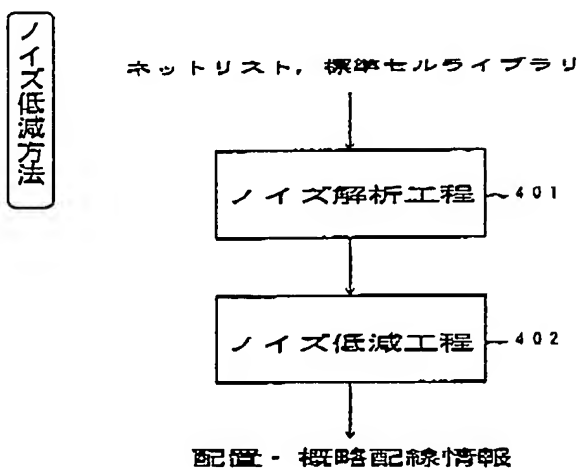 ノイズ低減方法
ネットリスト, 標準セルライブラリ
ノイズ解析工程
401
ノイズ低減工程
402
配置・概略配線情報